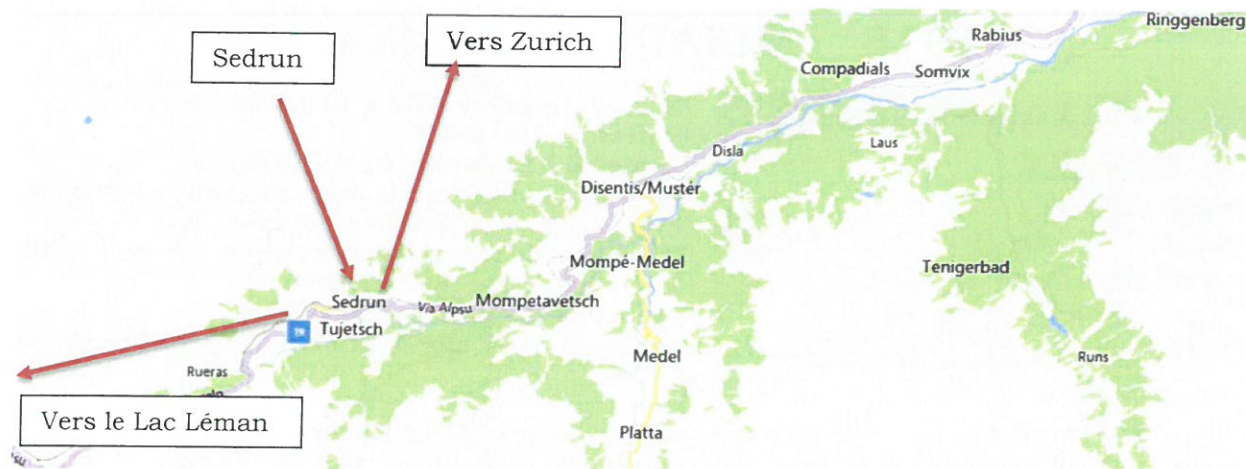 Ringgenberg
Rabius
Vers Zurich
Sedrun
Compadials
Somvix
Laus
Disla
Disentis/Mustér
Mompé-Medel
Tenigerbad
Sedrun
Via Alpsu
Mompetavetsch
19
Tujetsch
Medel
Runs
Rueras
Vers le Lac Léman
Platta